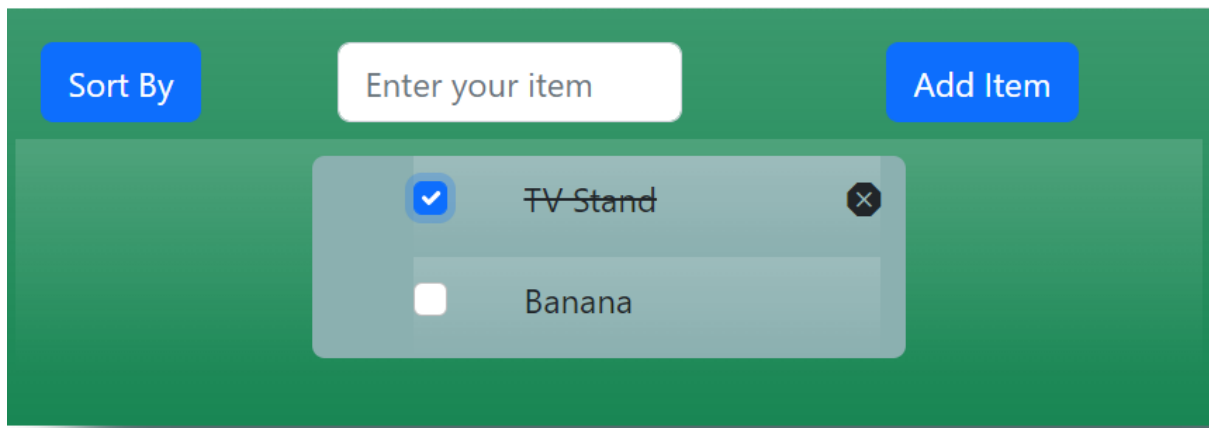 Sort By
Enter your item
Add Item
TV Stand
Banana